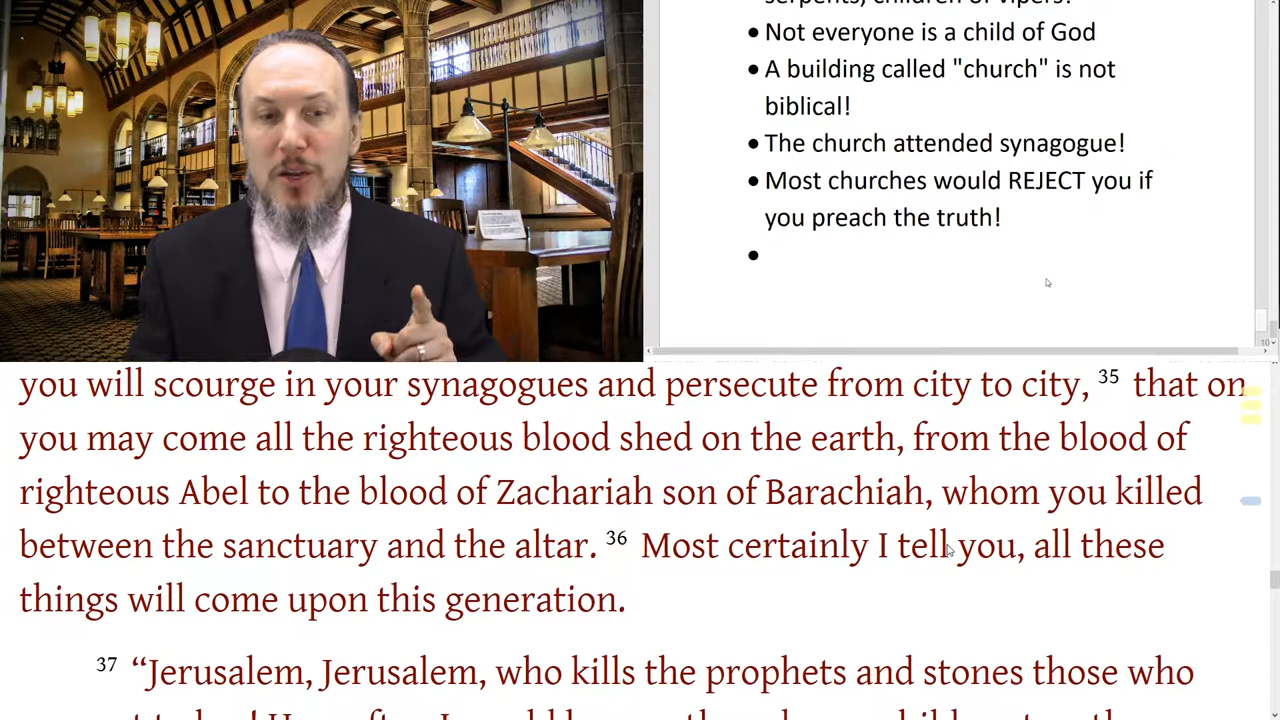 serpents, children of vipers!
• Not everyone is a child of God
• A building called "church" is not
biblical!
• The church attended synagogue!
• Most churches would REJECT you if
you preach the truth!
•
10
you will scourge in your synagogues and persecute from city to city, 35 that on
you may come all the righteous blood shed on the earth, from the blood of
righteous Abel to the blood of Zachariah son of Barachiah, whom you killed
between the sanctuary and the altar. 36 Most certainly I tell you, all these
things will come upon this generation.
37 “Jerusalem, Jerusalem, who kills the prophets and stones those who